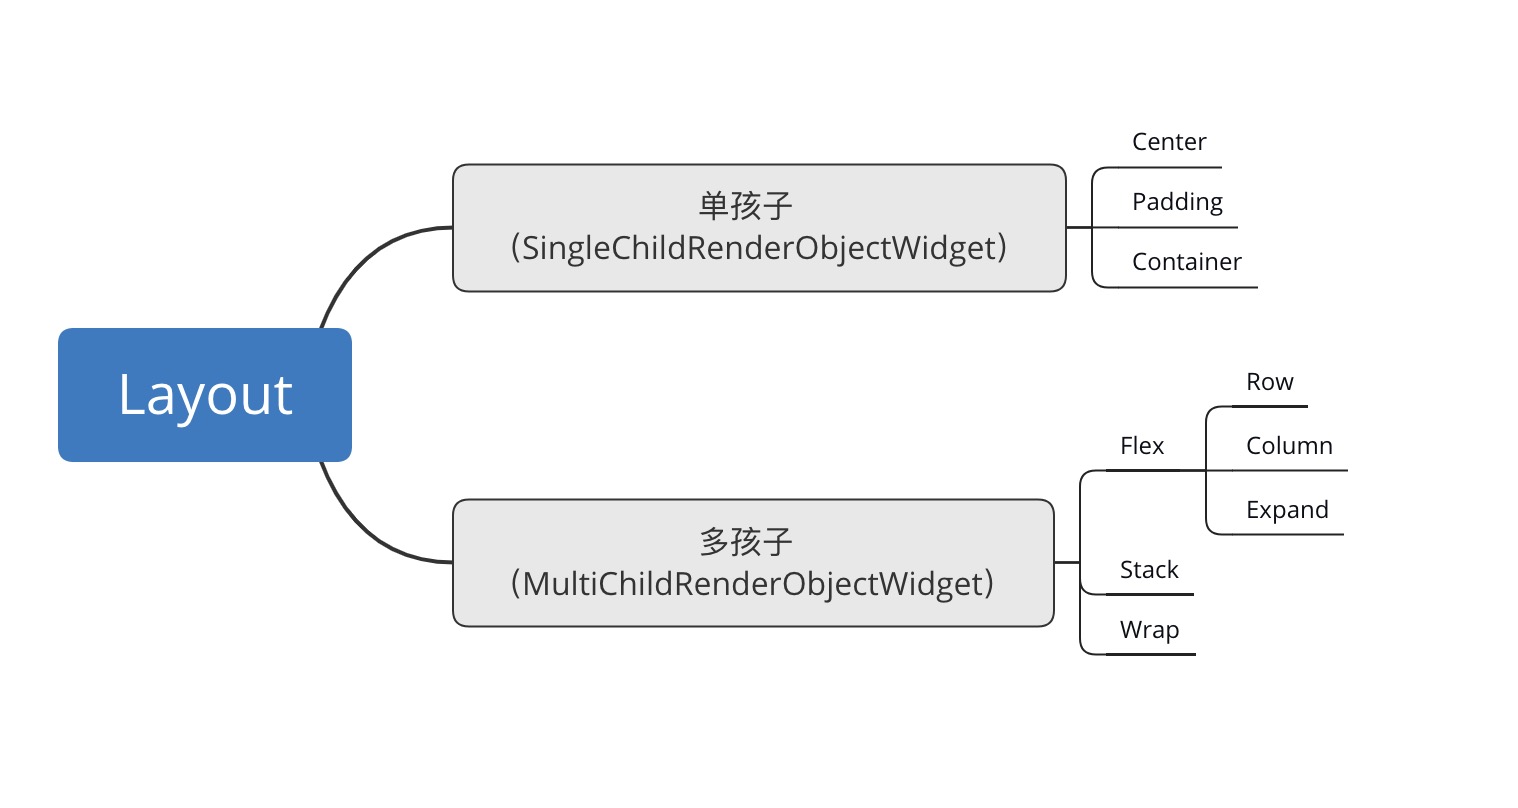 Layout
单孩子
（SingleChildRenderObjectWidget）
Center
Padding
Container
多孩子
（MultiChildRenderObjectWidget）
Flex
Row
Column
Expand
Stack
Wrap